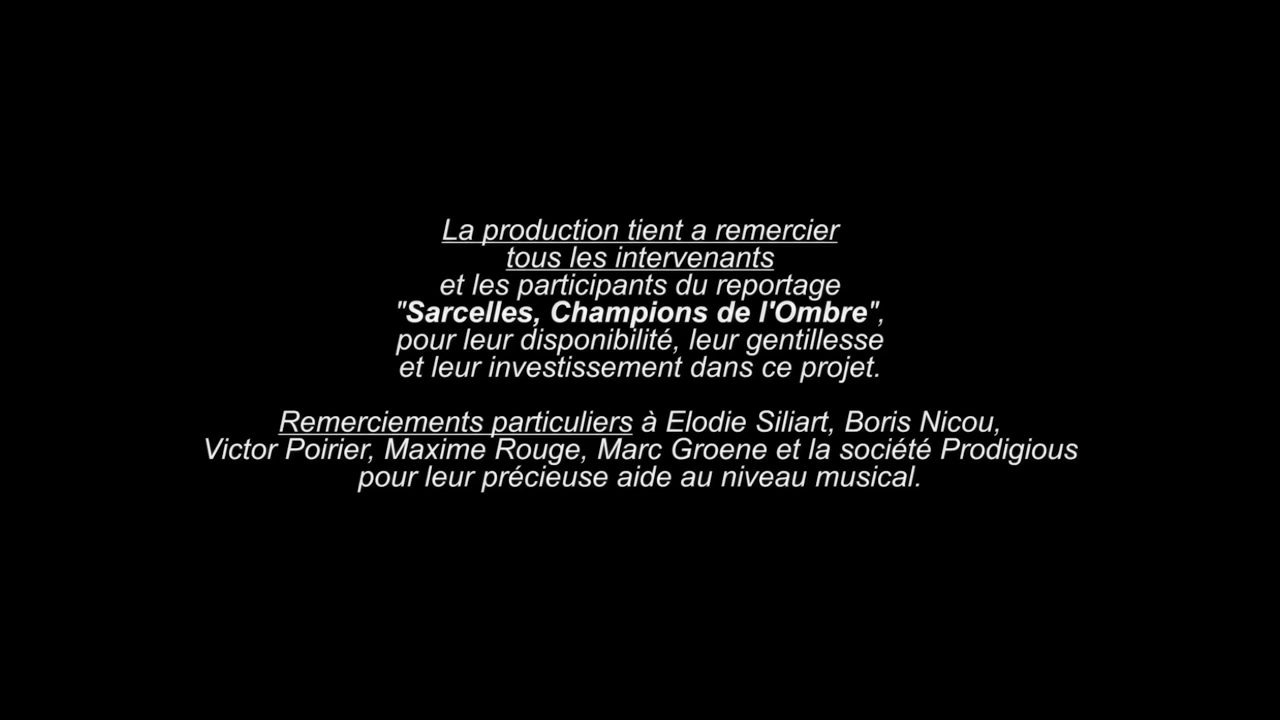 La production tient a remercier
tous les intervenants
et les participants du reportage
"Sarcelles, Champions de l'Ombre",
pour leur disponibilité, leur gentillesse
et leur investissement dans ce projet.
Remerciements particuliers à Elodie Siliart, Boris Nicou,
Victor Poirier, Maxime Rouge, Marc Groene et la société Prodigious
pour leur précieuse aide au niveau musical.